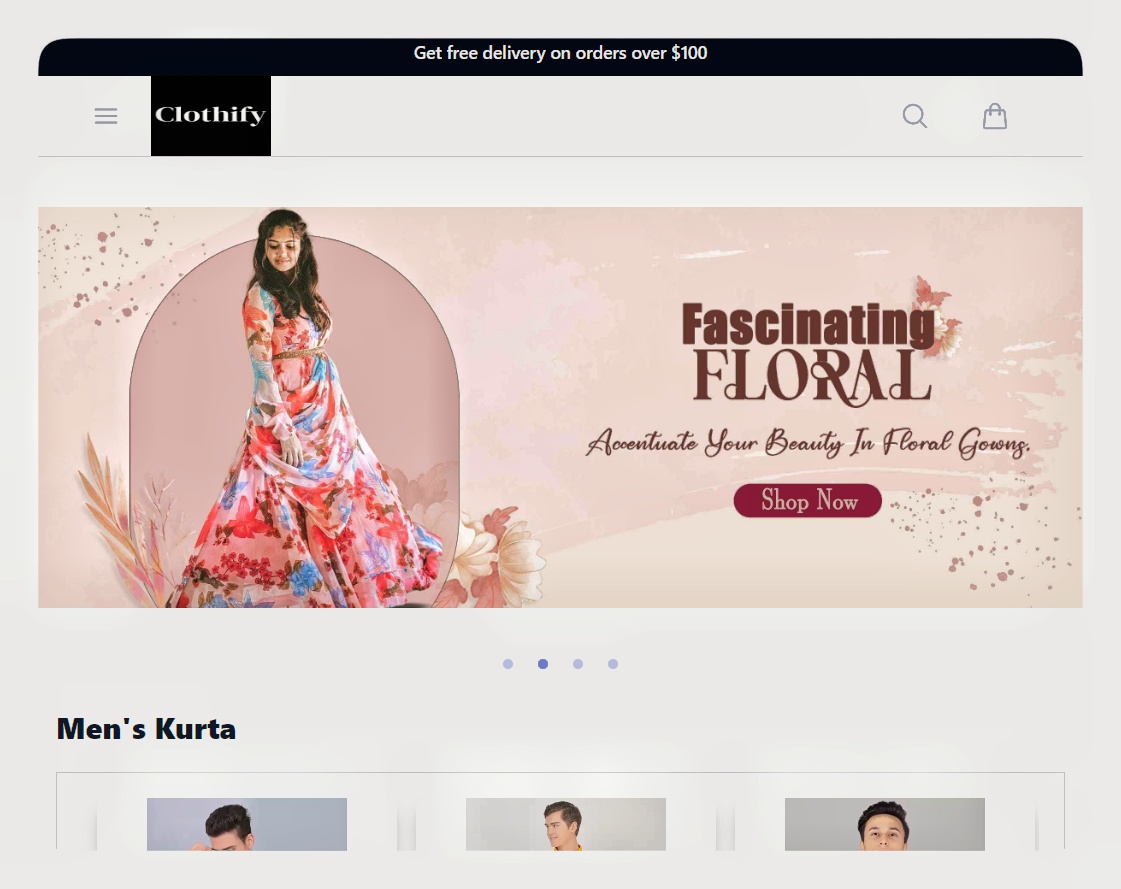 Get free delivery on orders over $100
Clothify
Fascinating
FLORAL
Accentuate Your Beauty In Floral Gowns.
Shop Now
Men's Kurta